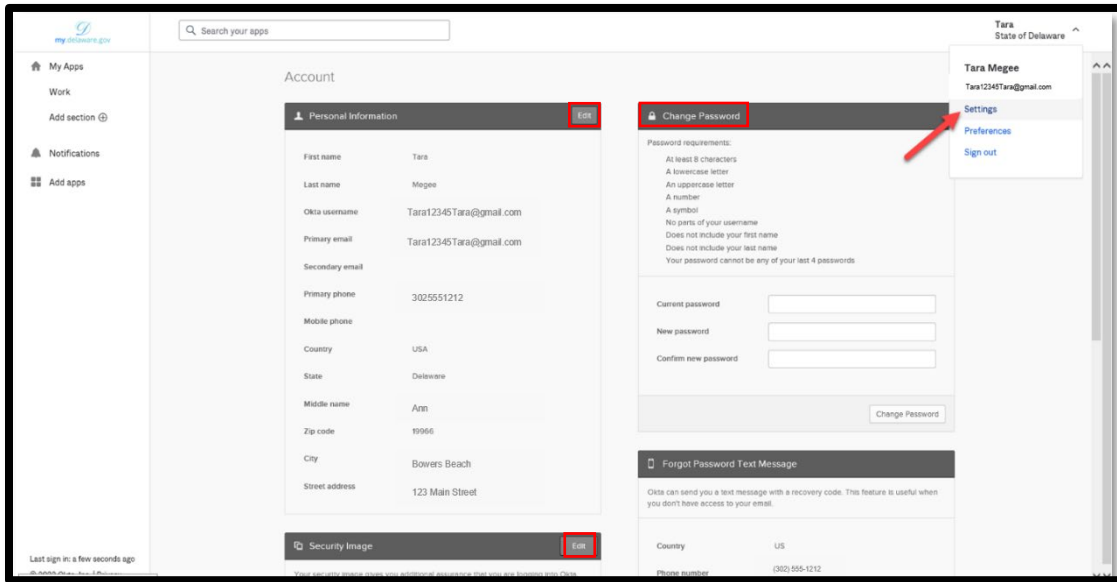 my.delaware.gov
Search your apps
Tara
State of Delaware
Tara Megee
Tara12345Tara@gmail.com
Settings
Preferences
Sign out
My Apps
Work
Add section
Notifications
Add apps
Last sign in: a few seconds ago
Account
Personal Information
Edit
First name Tara
Last name Megee
Okta username Tara12345Tara@gmail.com
Primary email Tara12345Tara@gmail.com
Secondary email
Primary phone 3025551212
Mobile phone
Country USA
State Delaware
Middle name Ann
Zip code 19966
City Bowers Beach
Street address 123 Main Street
Security Image
Edit
Your security image gives you additional assurance that you are logging into Okta
Change Password
Password requirements:
At least 8 characters
A lowercase letter
An uppercase letter
A number
A symbol
No parts of your username
Does not include your first name
Does not include your last name
Your password cannot be any of your last 4 passwords
Current password
New password
Confirm new password
Change Password
Forgot Password Text Message
Okta can send you a text message with a recovery code. This feature is useful when
you don't have access to your email.
Country US
Phone number (302) 555-1212